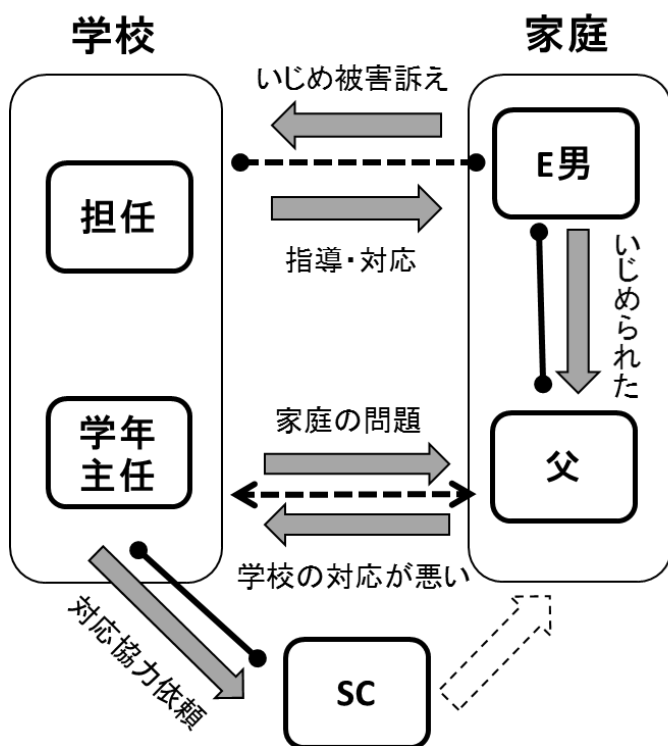 学校
家庭
いじめ被害訴え
E男
担任
指導・対応
いじめられた
学年
主任
家庭の問題
父
学校の対応が悪い
対応協力依頼
SC